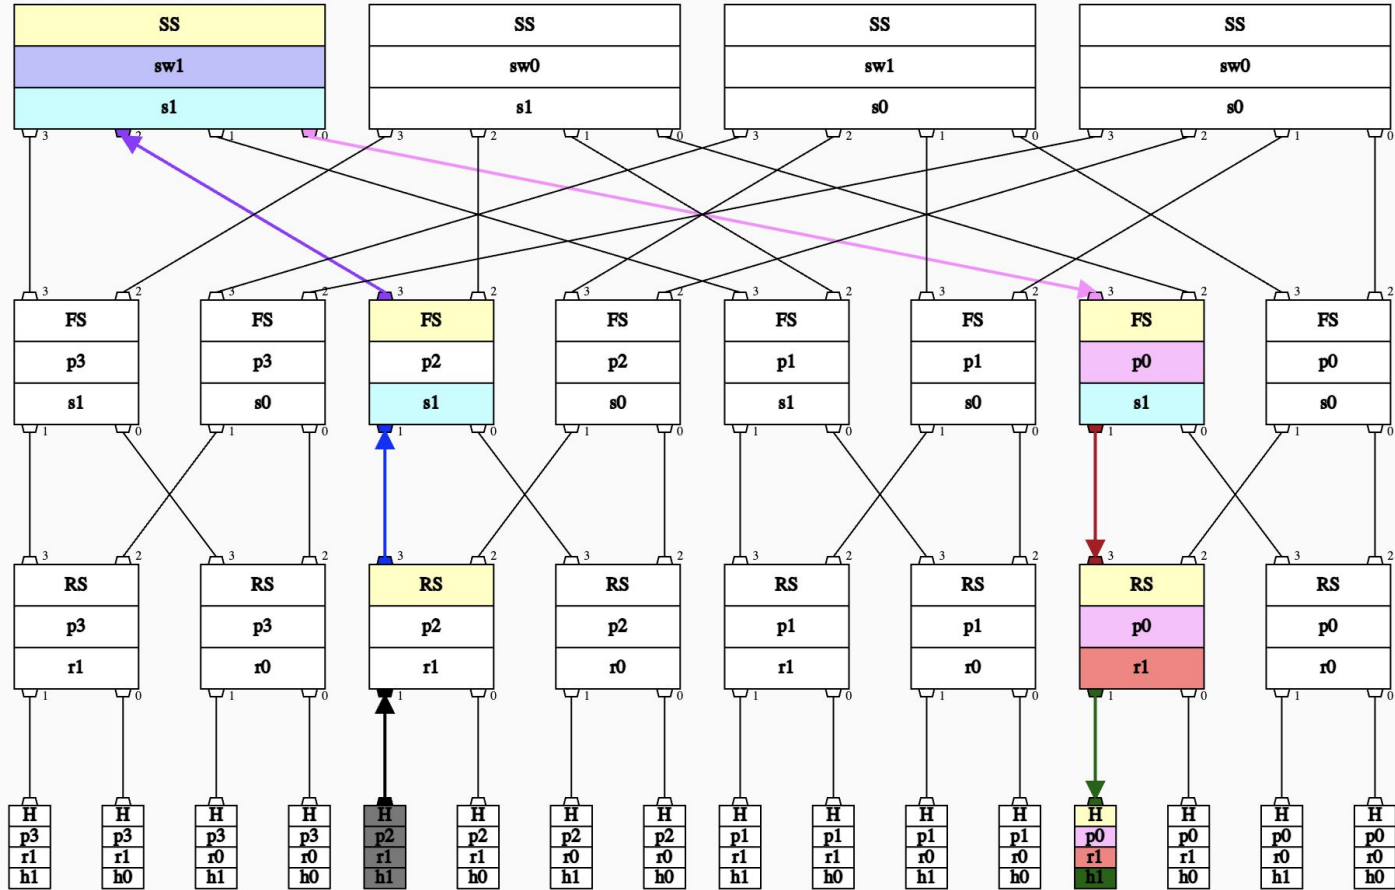 SS SS SS SS
sw1 sw0 sw1 sw0
s1 s1 s0 s0
3 2 1 0 3 2 1 0 3 2 1 0 3 2 1 0
3 2 3 2 3 2 3 2 3 2 3 2 3 2 3 2
FS FS FS FS FS FS FS FS
p3 p3 p2 p2 p1 p1 p0 p0
s1 s0 s1 s0 s1 s0 s1 s0
1 0 1 0 1 0 1 0 1 0 1 0 1 0 1 0
3 2 3 2 3 2 3 2 3 2 3 2 3 2 3 2
RS RS RS RS RS RS RS RS
p3 p3 p2 p2 p1 p1 p0 p0
r1 r0 r1 r0 r1 r0 r1 r0
1 0 1 0 1 0 1 0 1 0 1 0 1 0 1 0
H H H H H H H H H H H H H H H H
p3 p3 p3 p3 p2 p2 p2 p2 p1 p1 p1 p1 p0 p0 p0 p0
r1 r1 r0 r0 r1 r1 r0 r0 r1 r1 r0 r0 r1 r1 r0 r0
h1 h0 h1 h0 h1 h0 h1 h0 h1 h0 h1 h0 h1 h0 h1 h0